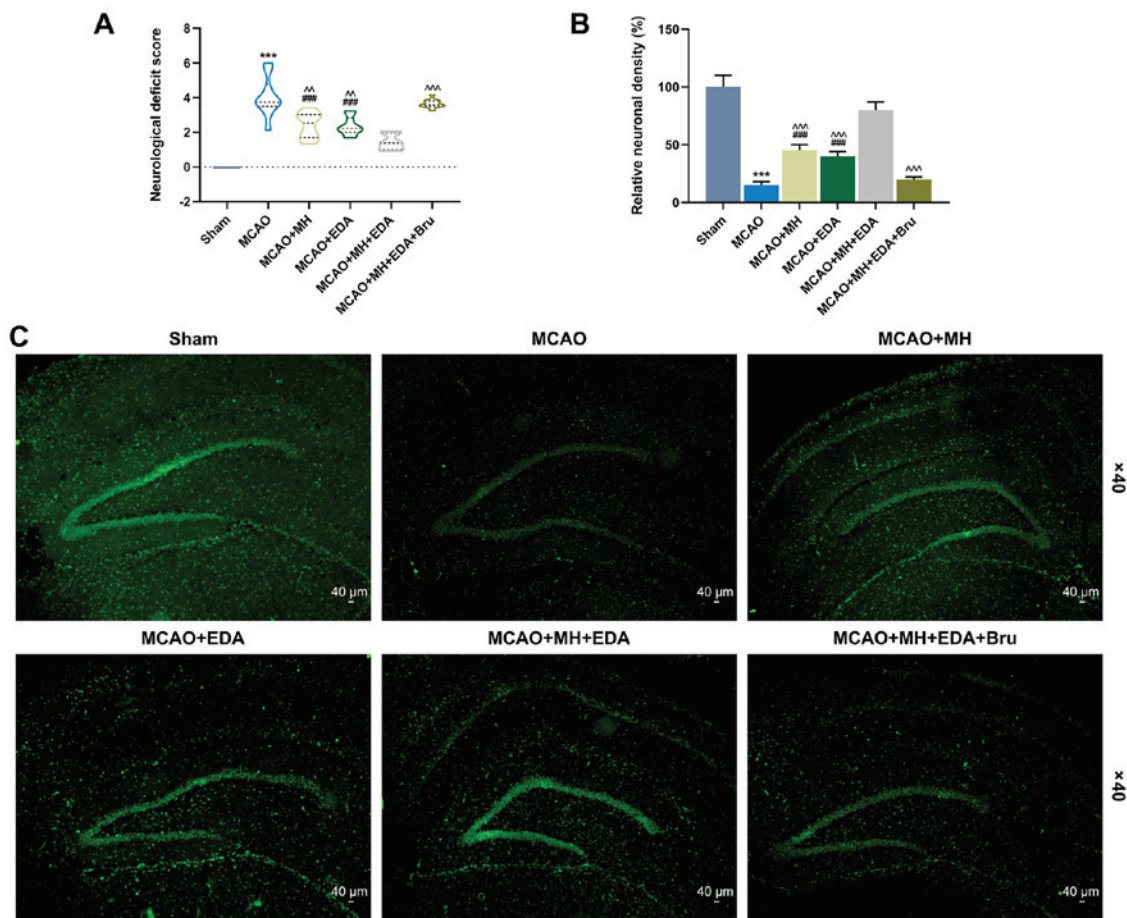 A
Neurological deficit score
8
6
4
2
0
-2
***
^^
###
^^
###
^^^
Sham
MCAO
MCAO+MH
MCAO+EDA
MCAO+MH+EDA
MCAO+MH+EDA+Bru
B
Relative neuronal density (%)
150
100
50
0
***
^^^
###
^^^
###
^^^
Sham
MCAO
MCAO+MH
MCAO+EDA
MCAO+MH+EDA
MCAO+MH+EDA+Bru
C
Sham
MCAO
MCAO+MH
40 μm
40 μm
40 μm
×40
MCAO+EDA
MCAO+MH+EDA
MCAO+MH+EDA+Bru
40 μm
40 μm
40 μm
×40